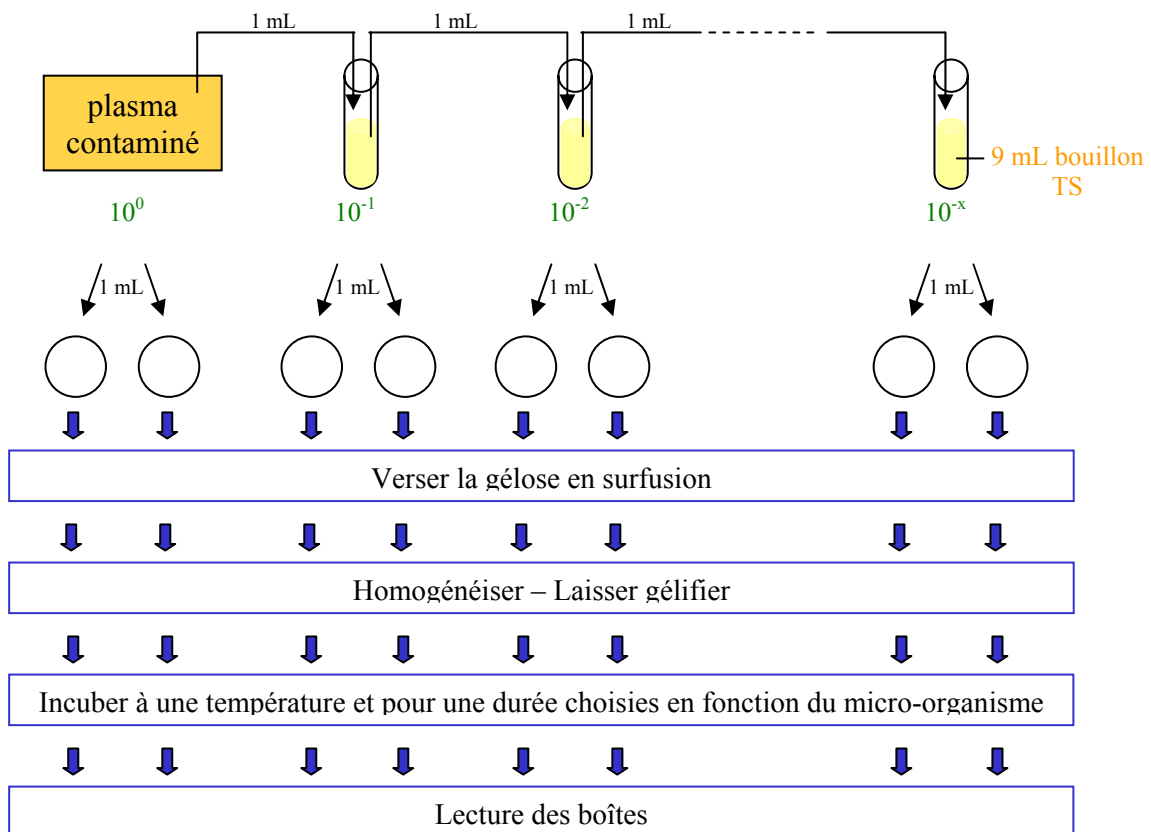 1 mL 1 mL 1 mL
plasma
contaminé
9 mL bouillon
TS
10⁰ 10⁻¹ 10⁻² 10⁻ˣ
1 mL 1 mL 1 mL 1 mL
Verser la gélose en surfusion
Homogénéiser – Laisser gélifier
Incuber à une température et pour une durée choisies en fonction du micro-organisme
Lecture des boîtes